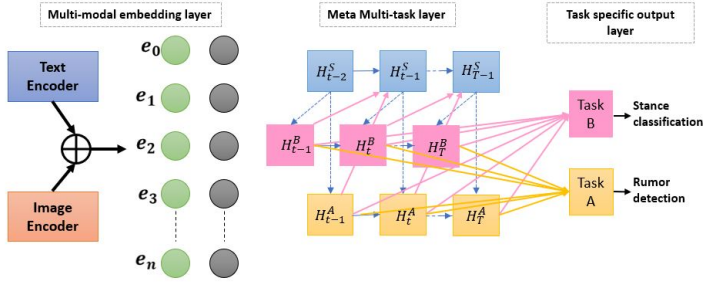 Multi-modal embedding layer
Meta Multi-task layer
Task specific output
layer
Text
Encoder
Image
Encoder
e₀
e₁
e₂
e₃
eₙ
H^S_{t-2}
H^S_{t-1}
H^S_{T-1}
H^B_{t-1}
H^B_t
H^B_T
H^A_{t-1}
H^A_t
H^A_T
Task
B
Task
A
Stance
classification
Rumor
detection